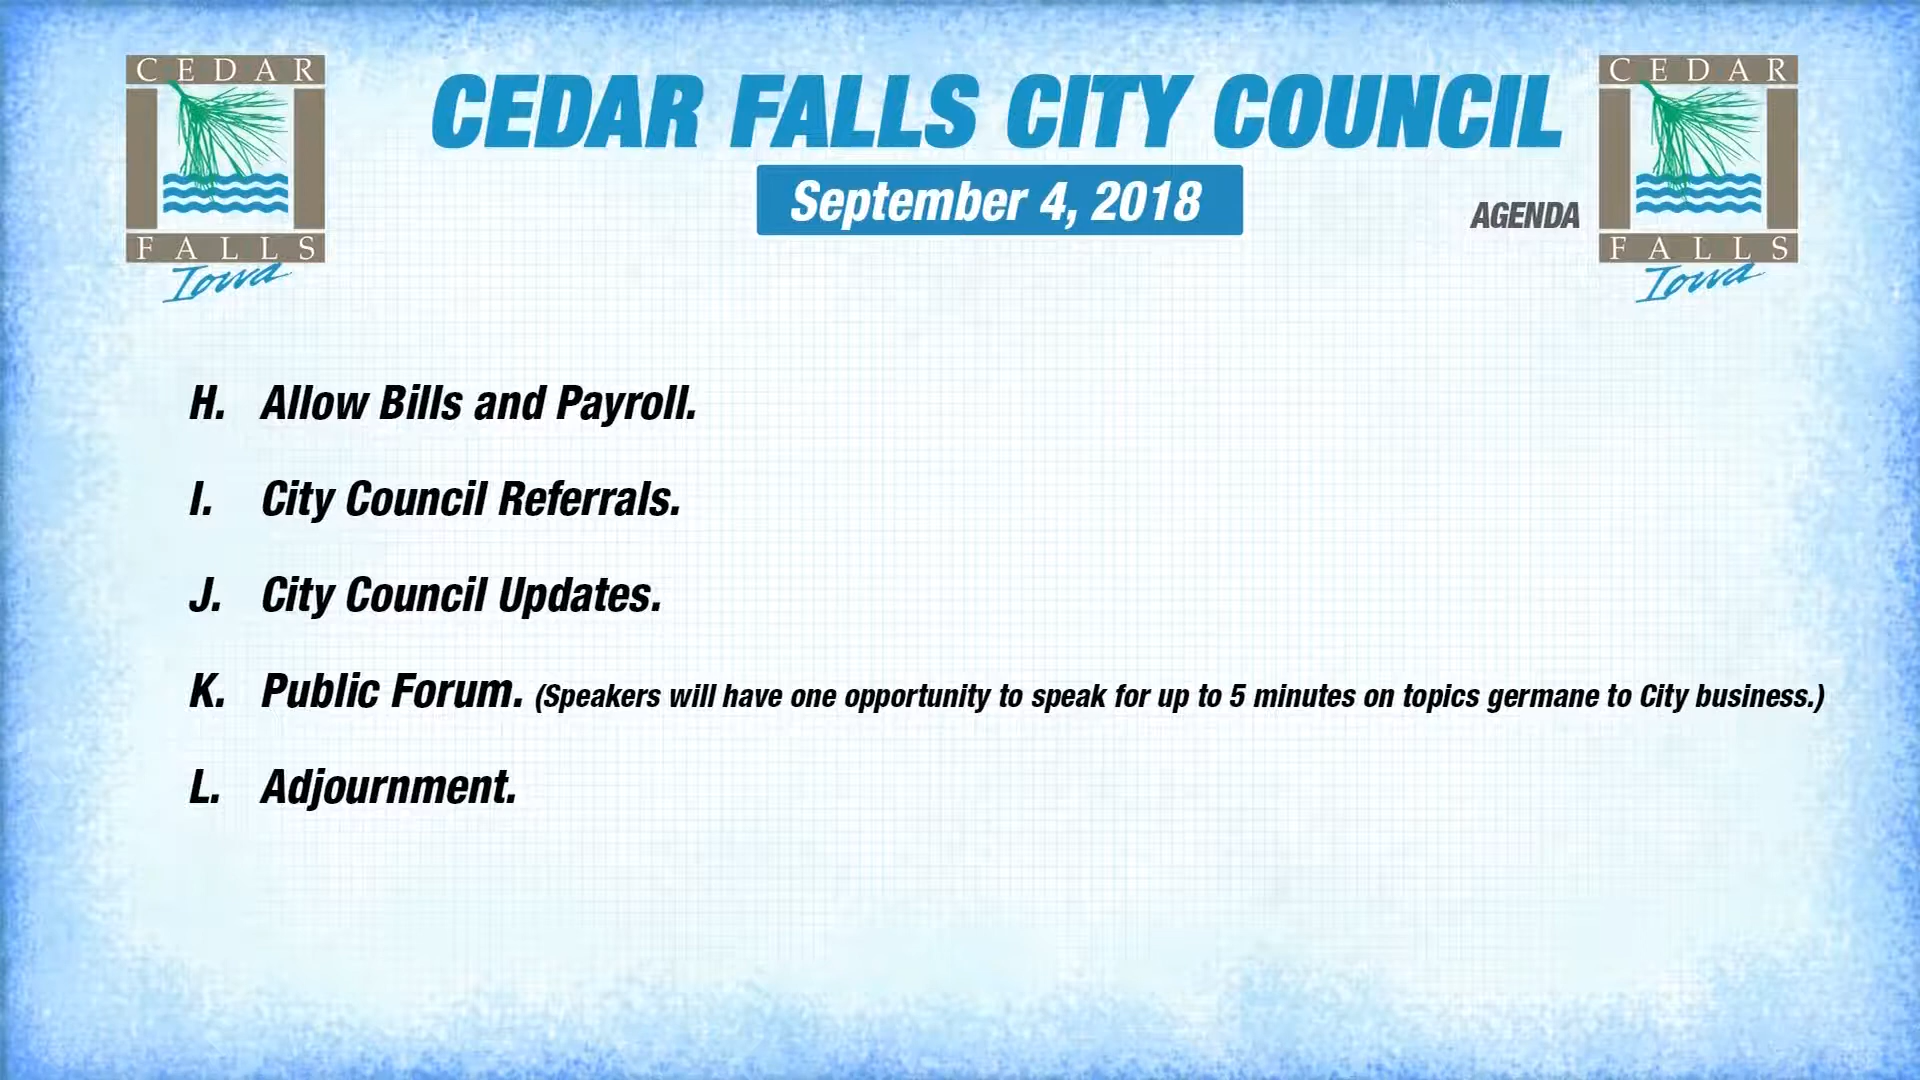 CEDAR
FALLS
Iowa
CEDAR FALLS CITY COUNCIL
September 4, 2018
AGENDA
CEDAR
FALLS
Iowa
H. Allow Bills and Payroll.
I. City Council Referrals.
J. City Council Updates.
K. Public Forum. (Speakers will have one opportunity to speak for up to 5 minutes on topics germane to City business.)
L. Adjournment.